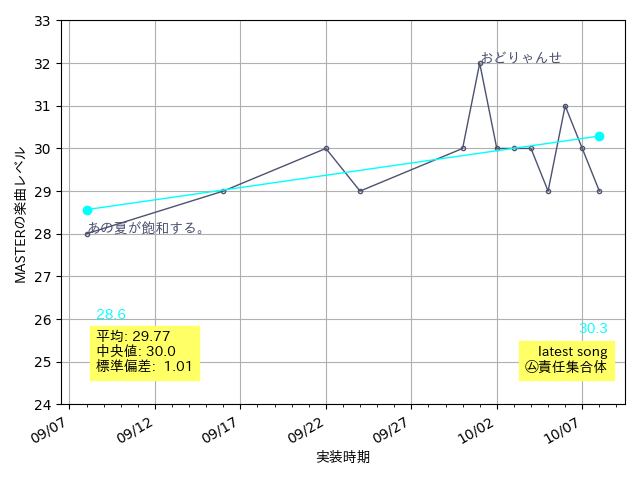 33
32
31
30
29
28
27
26
25
24
MASTERの楽曲レベル
おどりゃんせ
あの夏が飽和する。
28.6
30.3
平均: 29.77
中央値: 30.0
標準偏差: 1.01
latest song
㋰責任集合体
09/07
09/12
09/17
09/22
09/27
10/02
10/07
実装時期